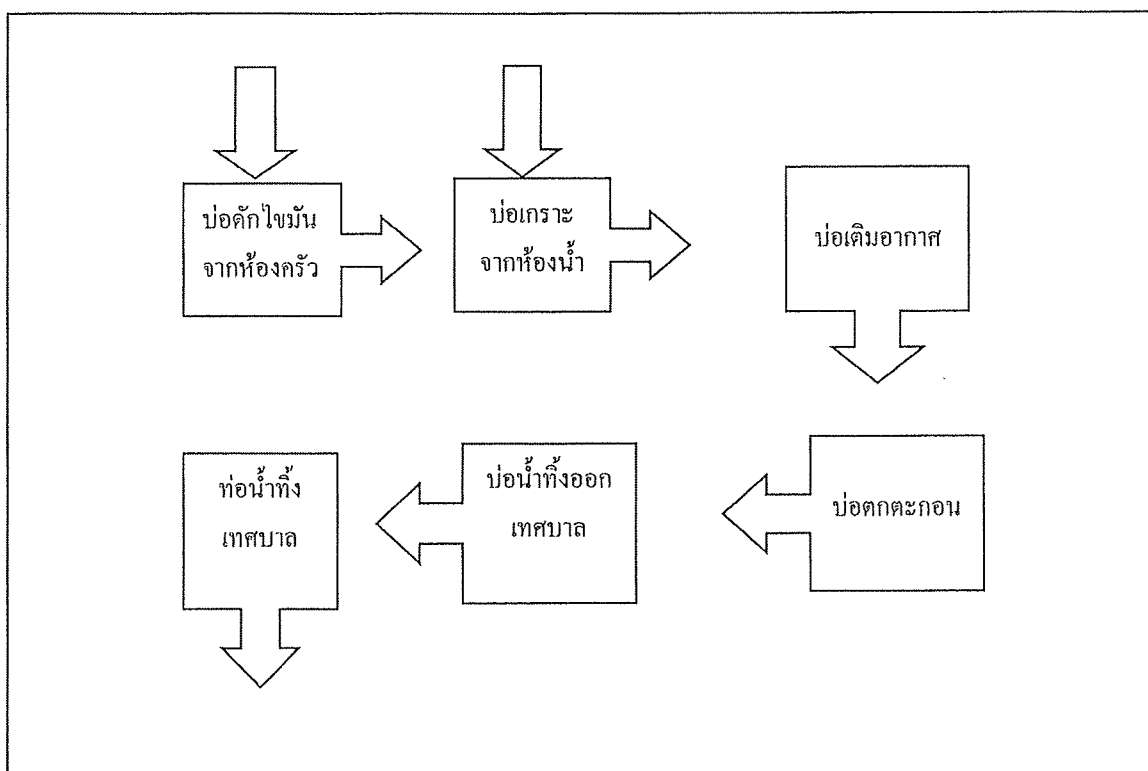 บ่อดักไขมัน
จากห้องครัว
บ่อเกราะ
จากห้องน้ำ
บ่อเติมอากาศ
บ่อตกตะกอน
บ่อน้ำทิ้งออก
เทศบาล
ท่อน้ำทิ้ง
เทศบาล